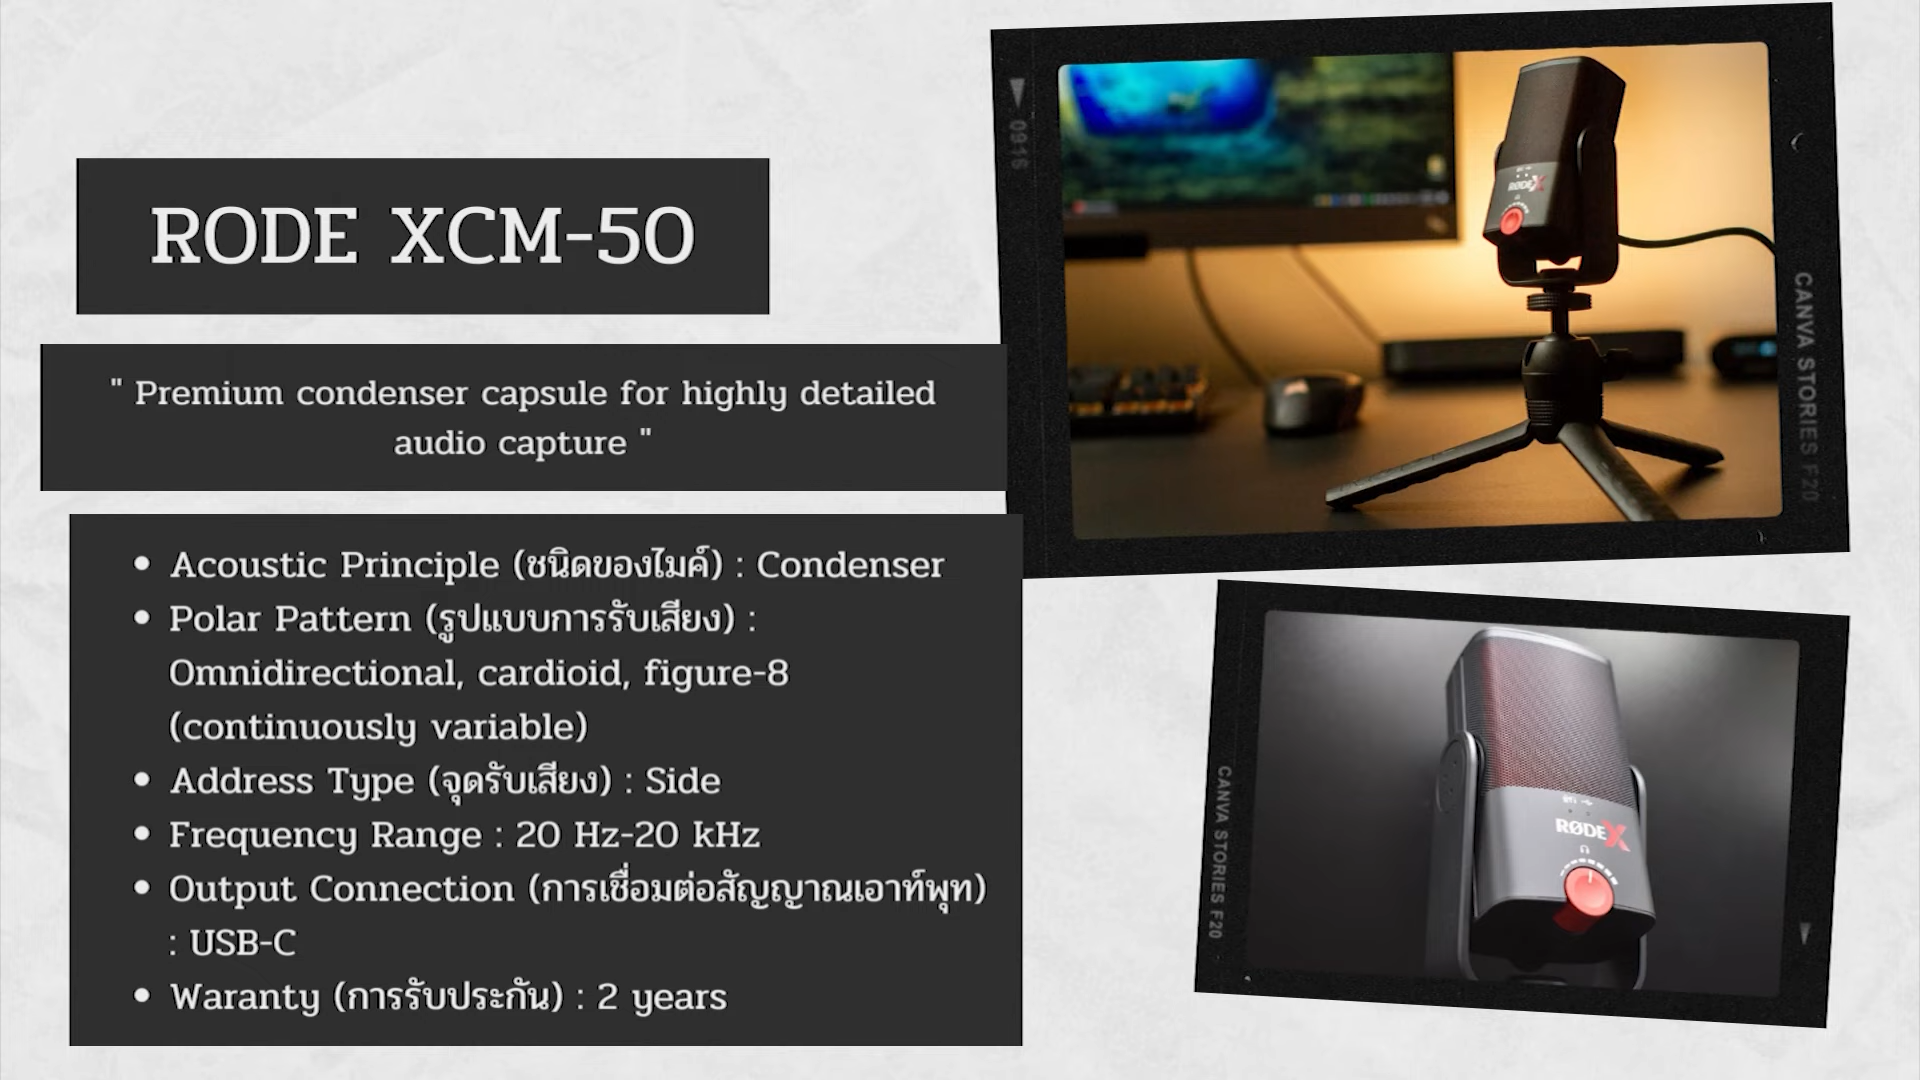 RODE XCM-50
" Premium condenser capsule for highly detailed
audio capture "
• Acoustic Principle (ชนิดของไมค์) : Condenser
• Polar Pattern (รูปแบบการรับเสียง) :
Omnidirectional, cardioid, figure-8
(continuously variable)
• Address Type (จุดรับเสียง) : Side
• Frequency Range : 20 Hz-20 kHz
• Output Connection (การเชื่อมต่อสัญญาณเอาท์พุท)
: USB-C
• Waranty (การรับประกัน) : 2 years
0916
RØDEX
CANVA STORIES F20
CANVA STORIES F20
RØDEX